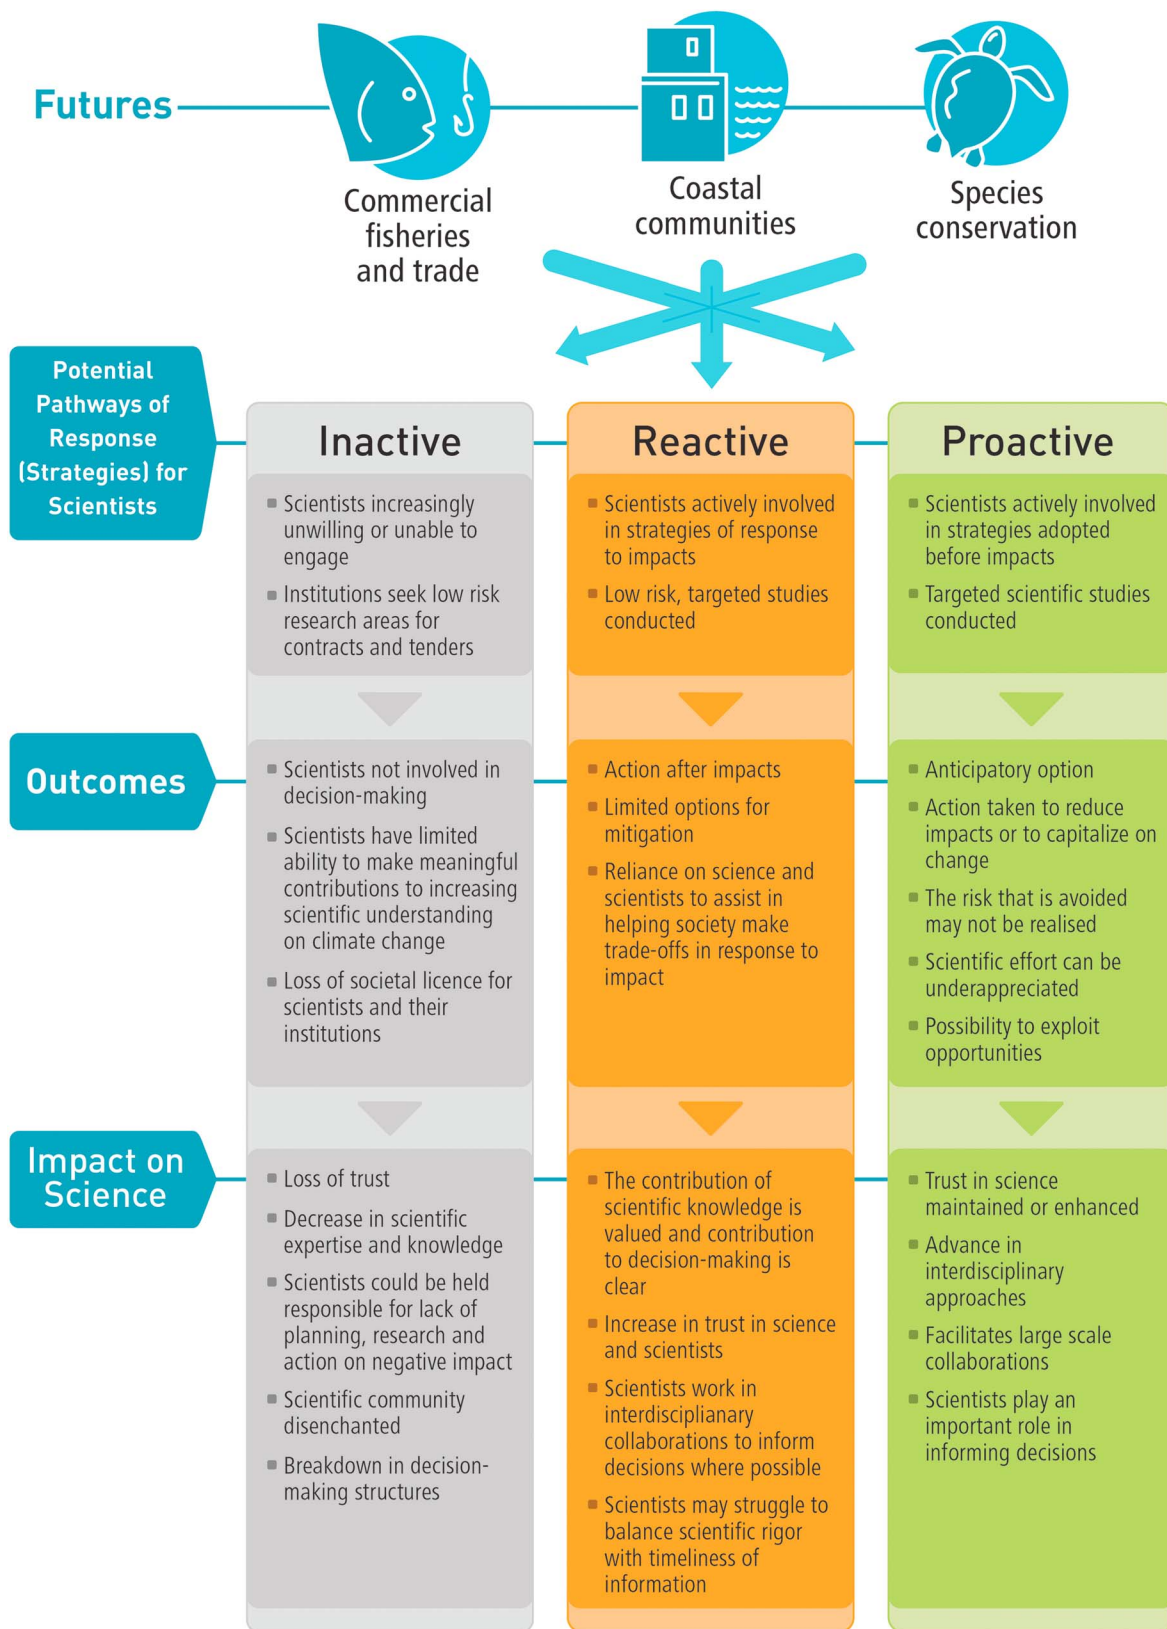 Futures
Commercial
fisheries
and trade
Coastal
communities
Species
conservation
Potential
Pathways of
Response
(Strategies) for
Scientists
Inactive
▪ Scientists increasingly
unwilling or unable to
engage
▪ Institutions seek low risk
research areas for
contracts and tenders
Reactive
▪ Scientists actively involved
in strategies of response
to impacts
▪ Low risk, targeted studies
conducted
Proactive
▪ Scientists actively involved
in strategies adopted
before impacts
▪ Targeted scientific studies
conducted
Outcomes
▪ Scientists not involved in
decision-making
▪ Scientists have limited
ability to make meaningful
contributions to increasing
scientific understanding
on climate change
▪ Loss of societal licence for
scientists and their
institutions
▪ Action after impacts
▪ Limited options for
mitigation
▪ Reliance on science and
scientists to assist in
helping society make
trade-offs in response to
impact
▪ Anticipatory option
▪ Action taken to reduce
impacts or to capitalize on
change
▪ The risk that is avoided
may not be realised
▪ Scientific effort can be
underappreciated
▪ Possibility to exploit
opportunities
Impact on
Science
▪ Loss of trust
▪ Decrease in scientific
expertise and knowledge
▪ Scientists could be held
responsible for lack of
planning, research and
action on negative impact
▪ Scientific community
disenchanted
▪ Breakdown in decision-
making structures
▪ The contribution of
scientific knowledge is
valued and contribution
to decision-making is
clear
▪ Increase in trust in science
and scientists
▪ Scientists work in
interdisciplianary
collaborations to inform
decisions where possible
▪ Scientists may struggle to
balance scientific rigor
with timeliness of
information
▪ Trust in science
maintained or enhanced
▪ Advance in
interdisciplinary
approaches
▪ Facilitates large scale
collaborations
▪ Scientists play an
important role in
informing decisions